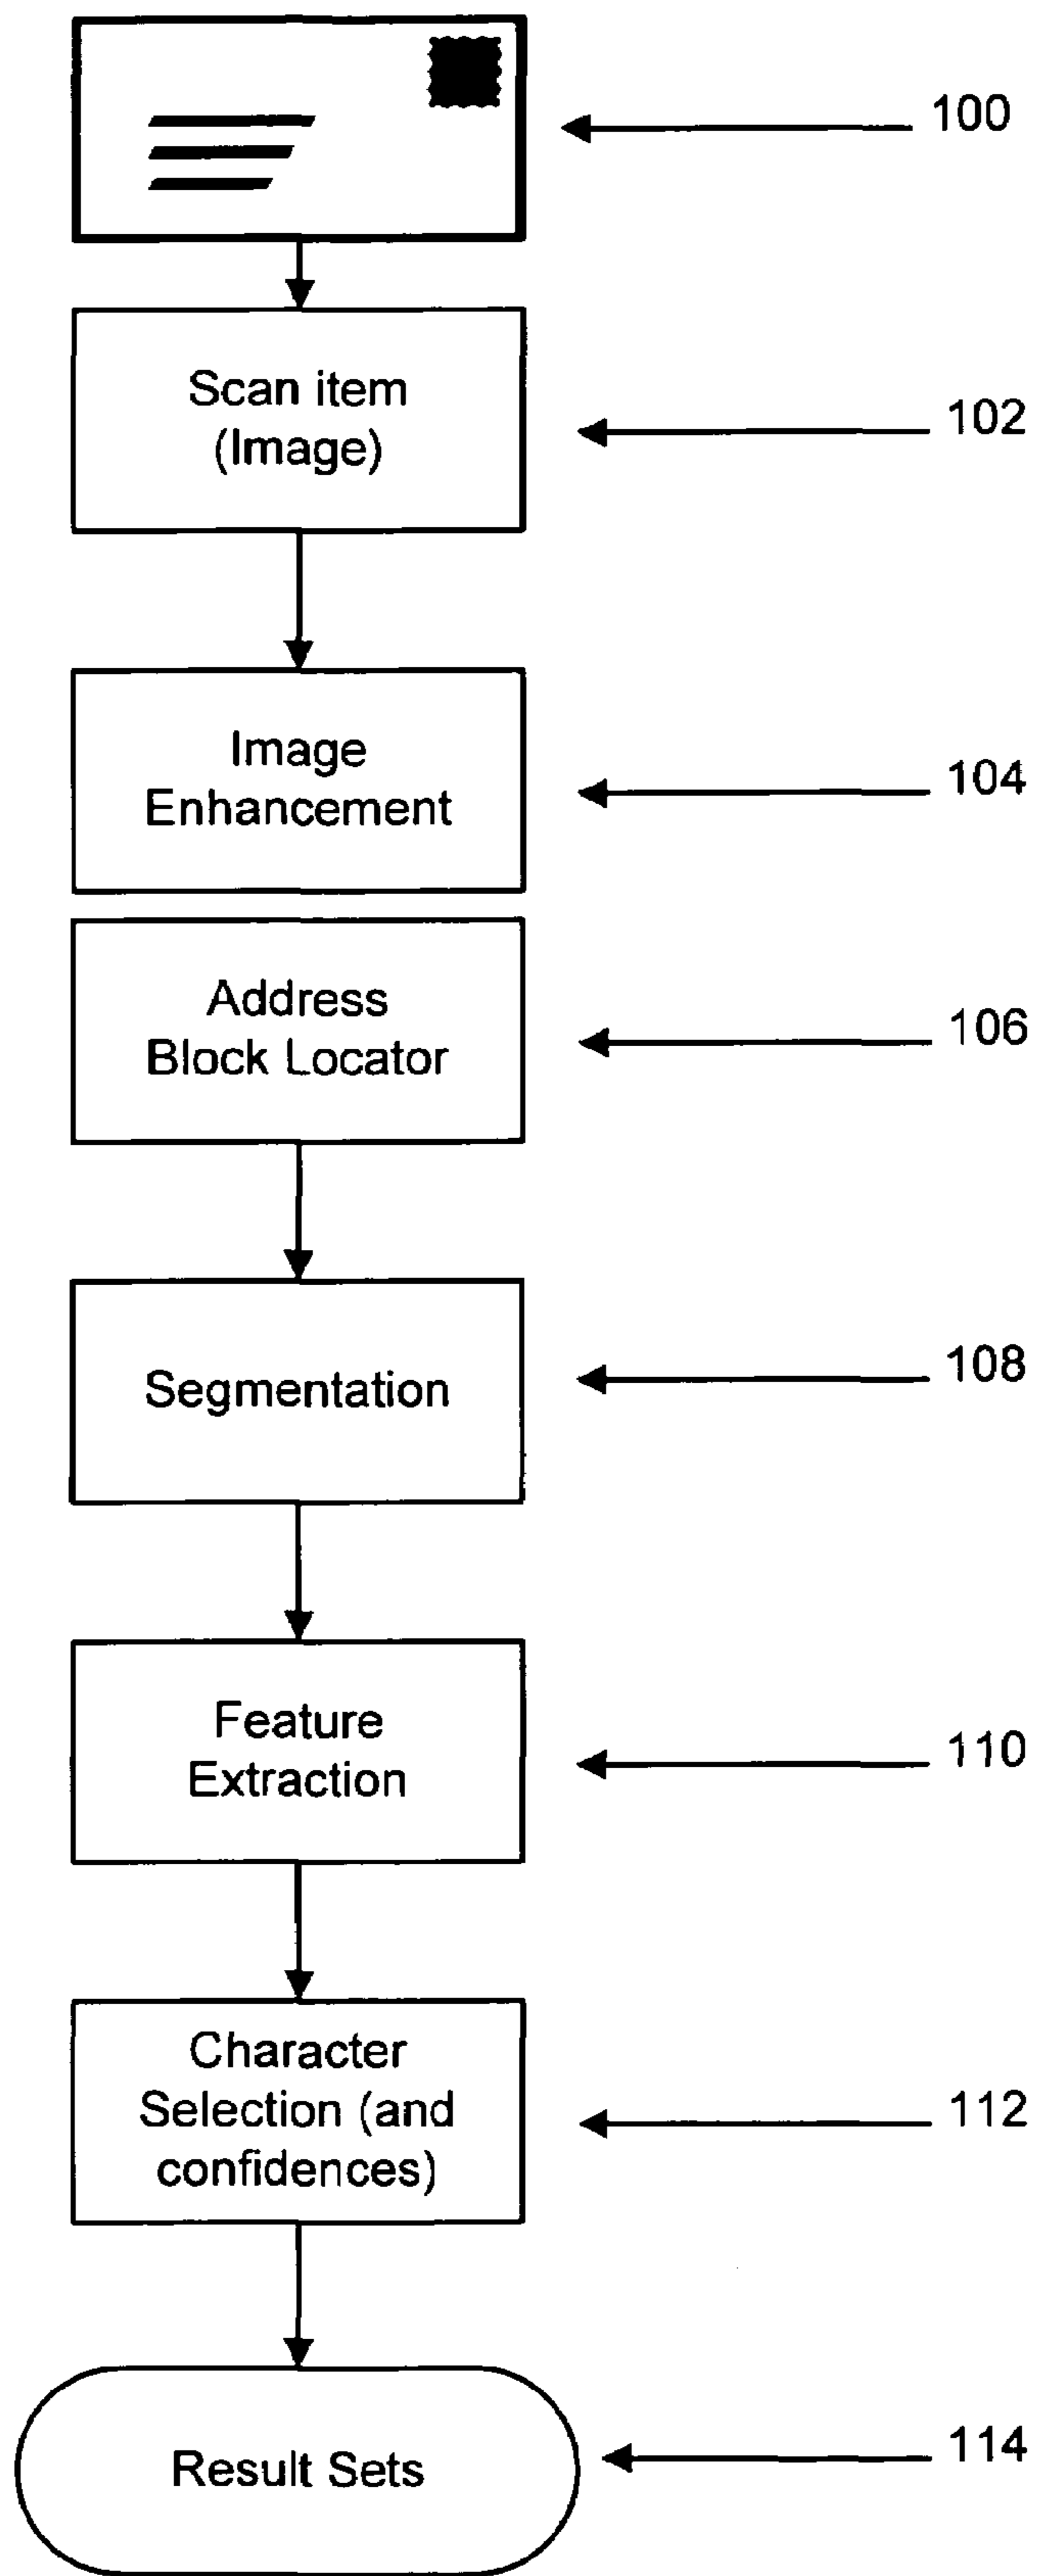 100
Scan item
(Image)
102
Image
Enhancement
104
Address
Block Locator
106
Segmentation
108
Feature
Extraction
110
Character
Selection (and
confidences)
112
Result Sets
114